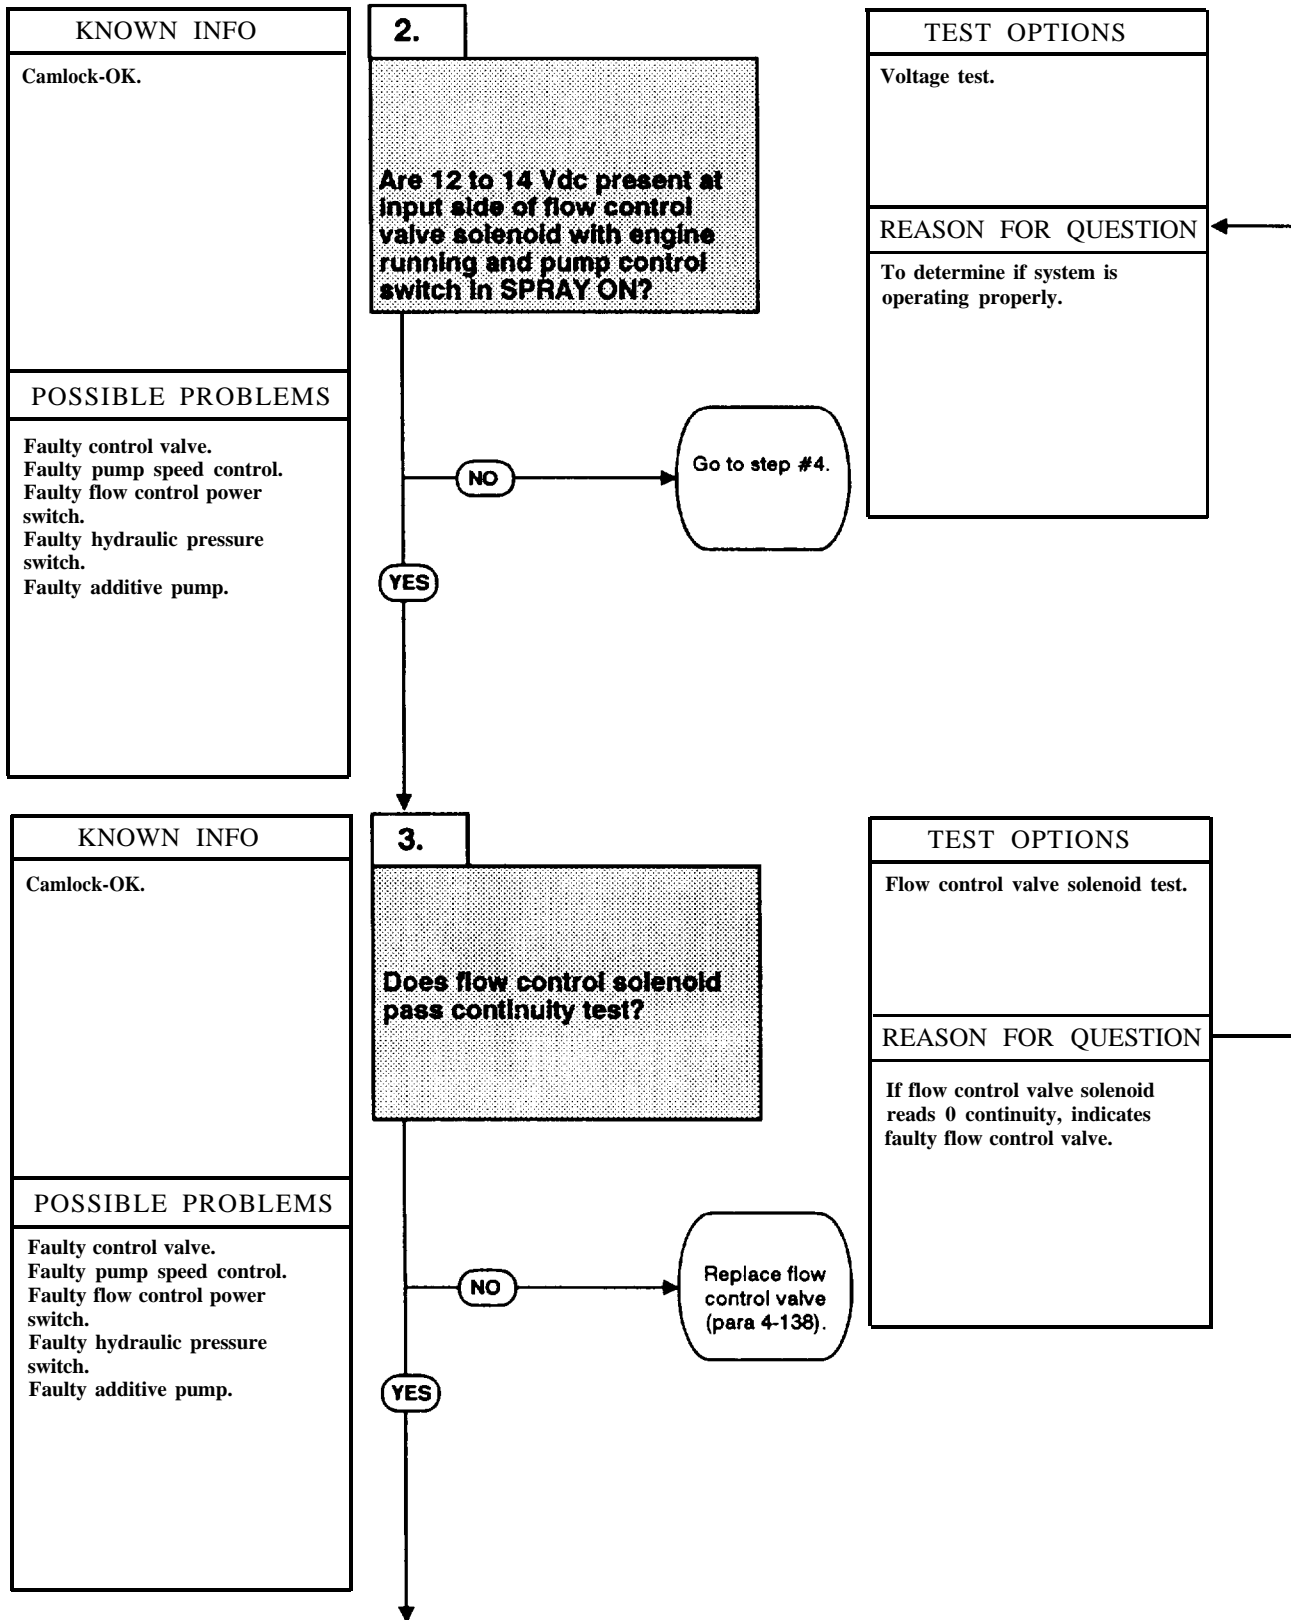 KNOWN INFO
Camlock-OK.
POSSIBLE PROBLEMS
Faulty control valve.
Faulty pump speed control.
Faulty flow control power
switch.
Faulty hydraulic pressure
switch.
Faulty additive pump.
2.
Are 12 to 14 Vdc present at
input side of flow control
valve solenoid with engine
running and pump control
switch in SPRAY ON?
NO
Go to step #4.
YES
TEST OPTIONS
Voltage test.
REASON FOR QUESTION
To determine if system is
operating properly.
KNOWN INFO
Camlock-OK.
POSSIBLE PROBLEMS
Faulty control valve.
Faulty pump speed control.
Faulty flow control power
switch.
Faulty hydraulic pressure
switch.
Faulty additive pump.
3.
Does flow control solenoid
pass continuity test?
NO
Replace flow
control valve
(para 4-138).
YES
TEST OPTIONS
Flow control valve solenoid test.
REASON FOR QUESTION
If flow control valve solenoid
reads 0 continuity, indicates
faulty flow control valve.